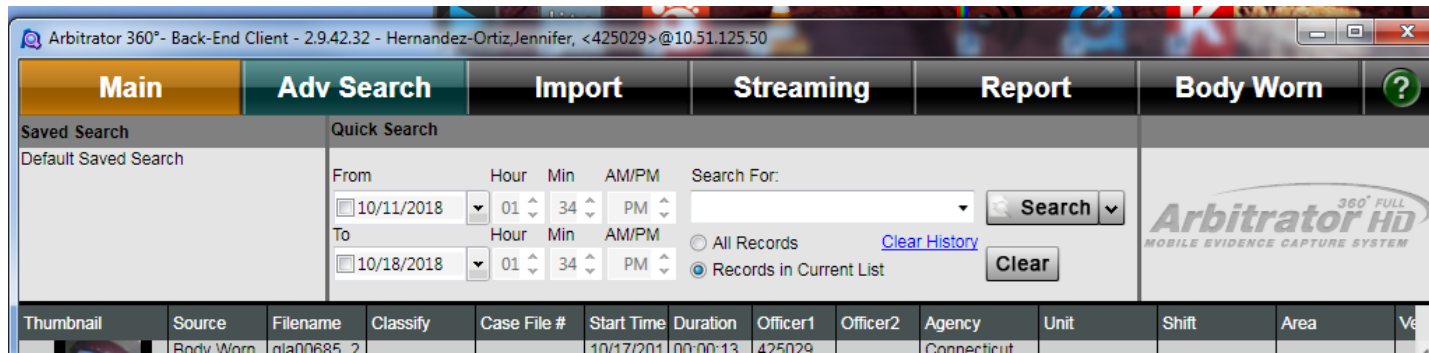 Arbitrator 360°- Back-End Client - 2.9.42.32 - Hernandez-Ortiz,Jennifer, <425029>@10.51.125.50
Main Adv Search Import Streaming Report Body Worn ?
Saved Search Quick Search
Default Saved Search
From Hour Min AM/PM Search For:
10/11/2018 01 34 PM Search
To Hour Min AM/PM All Records Clear History
10/18/2018 01 34 PM Records in Current List Clear
360° FULL
Arbitrator HD
MOBILE EVIDENCE CAPTURE SYSTEM
Thumbnail Source Filename Classify Case File # Start Time Duration Officer1 Officer2 Agency Unit Shift Area Ve
Body Worn gla00685_2 10/17/201 00:00:13 425029 Connecticut